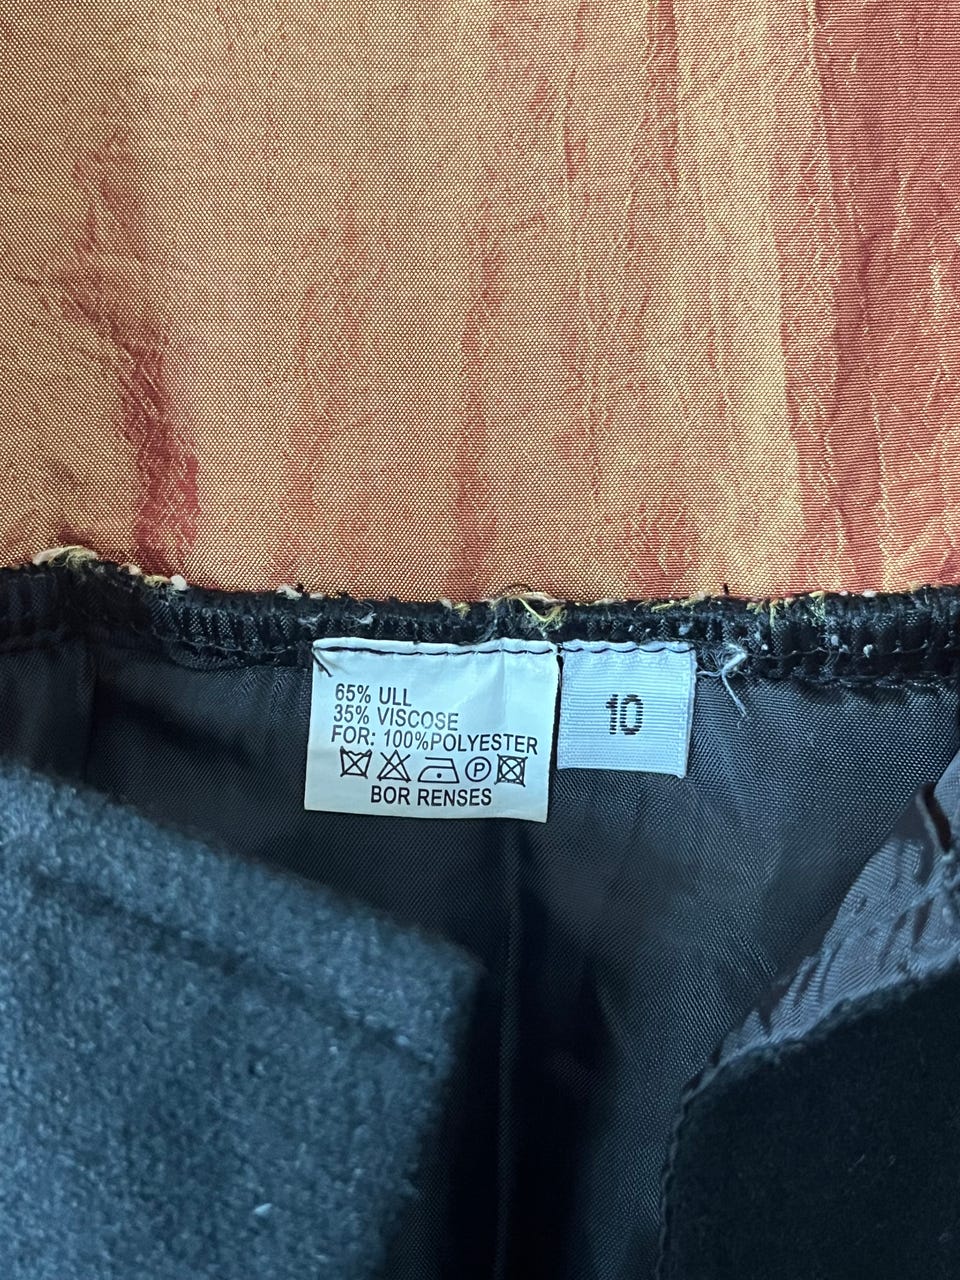 65% ULL
35% VISCOSE
FOR: 100%POLYESTER
P
BOR RENSES
10